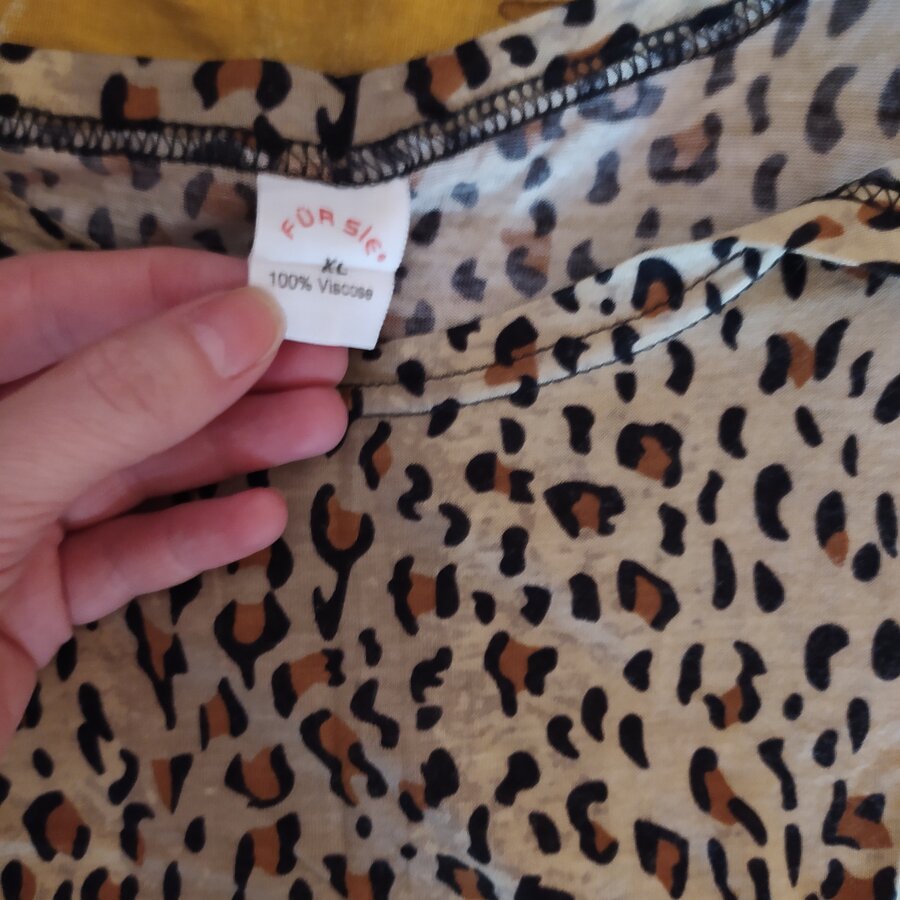 FÜR SIE
XL
100% Viscose